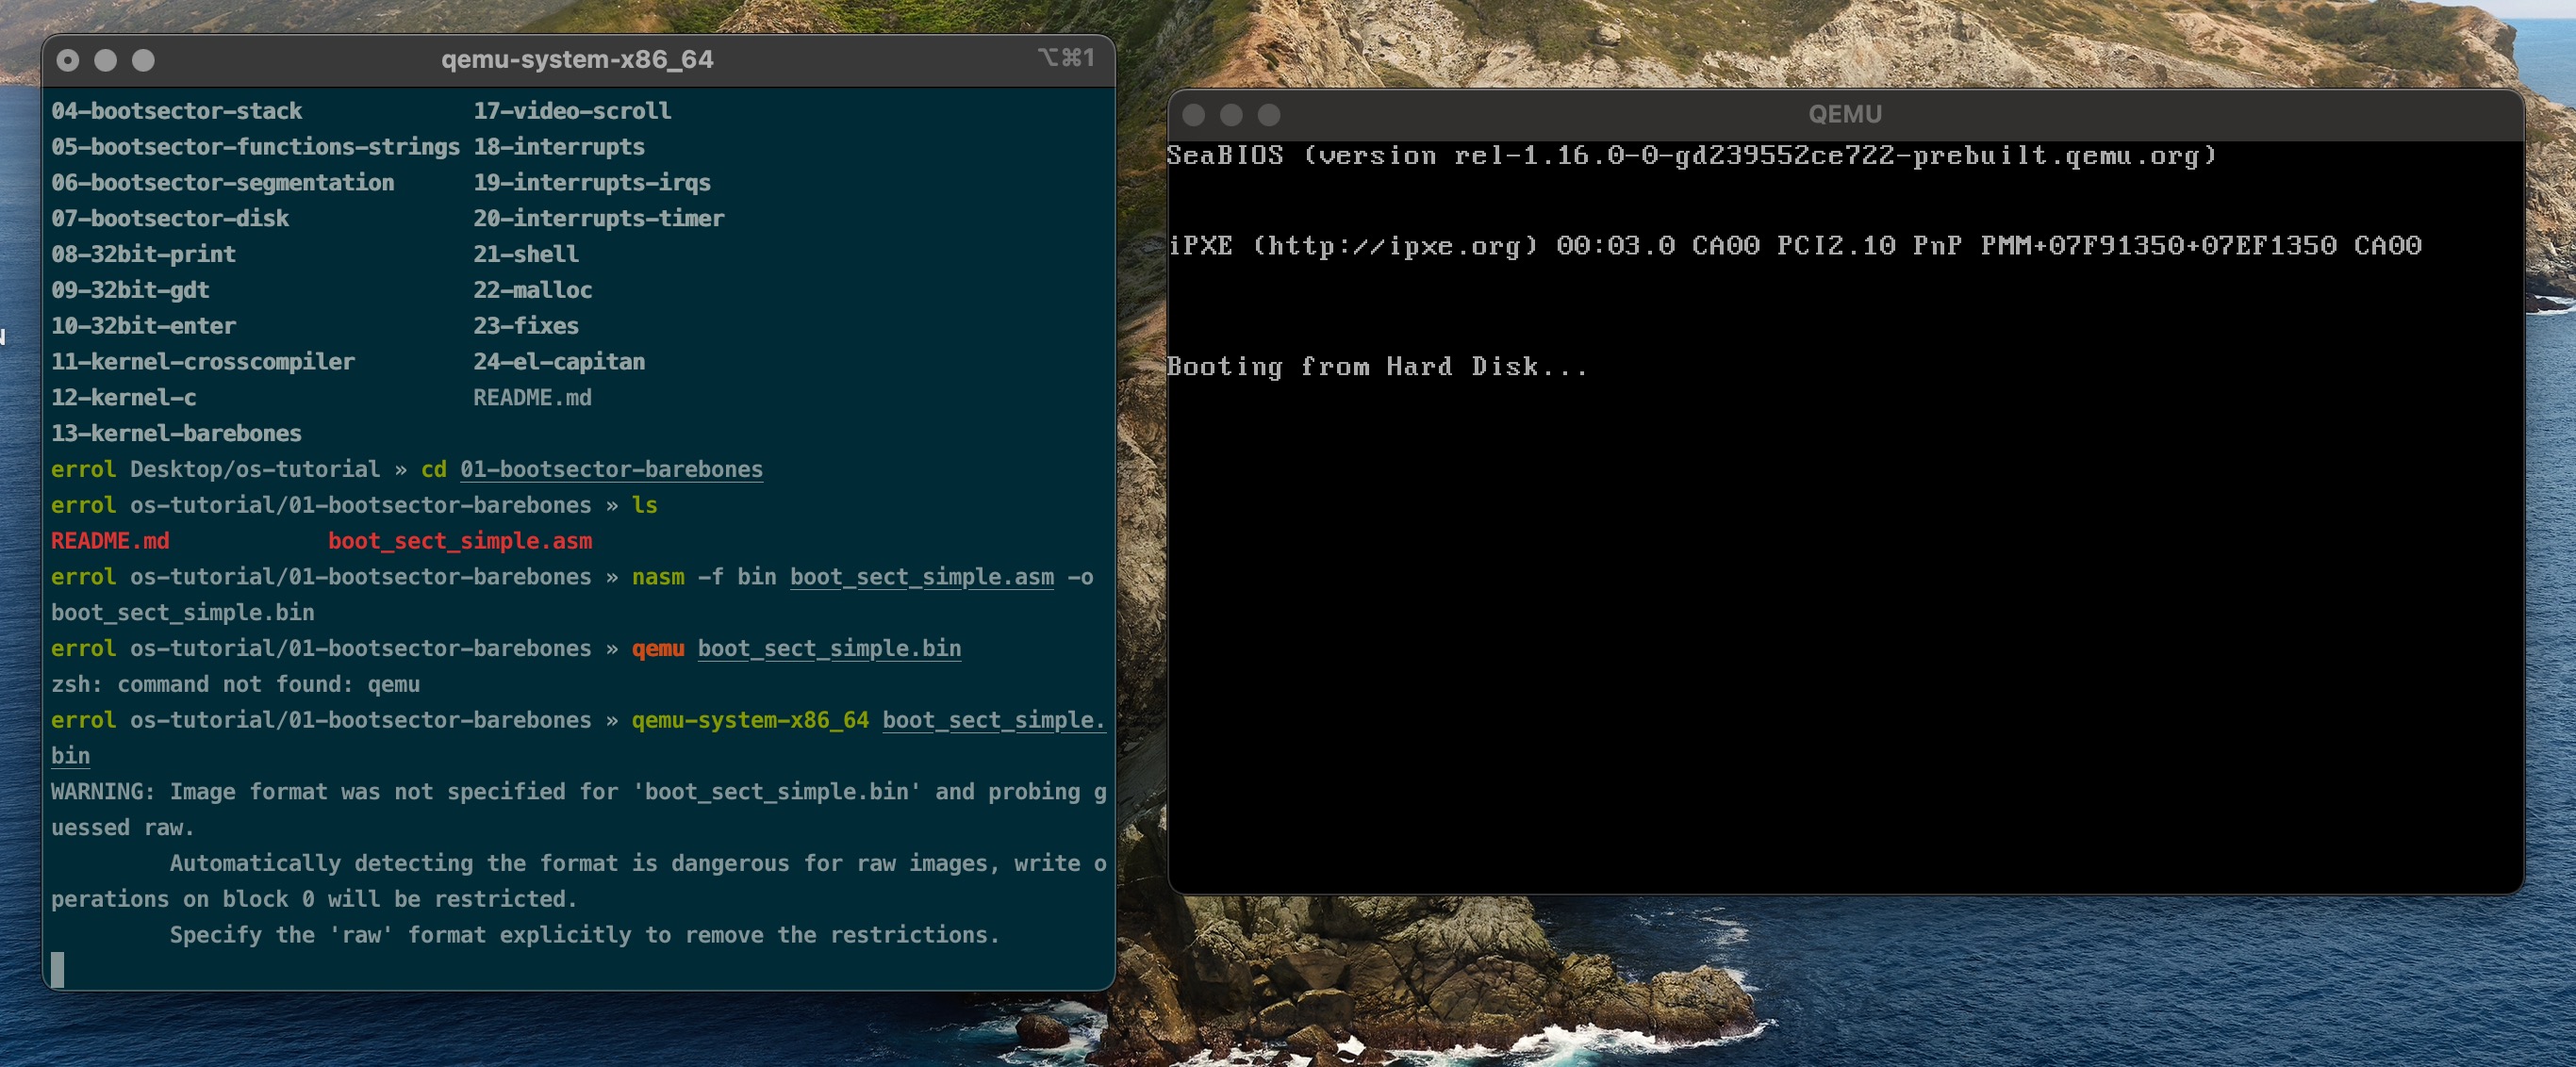 qemu-system-x86_64
⌥⌘1
04-bootsector-stack 17-video-scroll
05-bootsector-functions-strings 18-interrupts
06-bootsector-segmentation 19-interrupts-irqs
07-bootsector-disk 20-interrupts-timer
08-32bit-print 21-shell
09-32bit-gdt 22-malloc
10-32bit-enter 23-fixes
11-kernel-crosscompiler 24-el-capitan
12-kernel-c README.md
13-kernel-barebones
errol Desktop/os-tutorial » cd 01-bootsector-barebones
errol os-tutorial/01-bootsector-barebones » ls
README.md boot_sect_simple.asm
errol os-tutorial/01-bootsector-barebones » nasm -f bin boot_sect_simple.asm -o
boot_sect_simple.bin
errol os-tutorial/01-bootsector-barebones » qemu boot_sect_simple.bin
zsh: command not found: qemu
errol os-tutorial/01-bootsector-barebones » qemu-system-x86_64 boot_sect_simple.
bin
WARNING: Image format was not specified for 'boot_sect_simple.bin' and probing g
uessed raw.
Automatically detecting the format is dangerous for raw images, write o
perations on block 0 will be restricted.
Specify the 'raw' format explicitly to remove the restrictions.
QEMU
SeaBIOS (version rel-1.16.0-0-gd239552ce722-prebuilt.qemu.org)
iPXE (http://ipxe.org) 00:03.0 CA00 PCI2.10 PnP PMM+07F91350+07EF1350 CA00
Booting from Hard Disk...